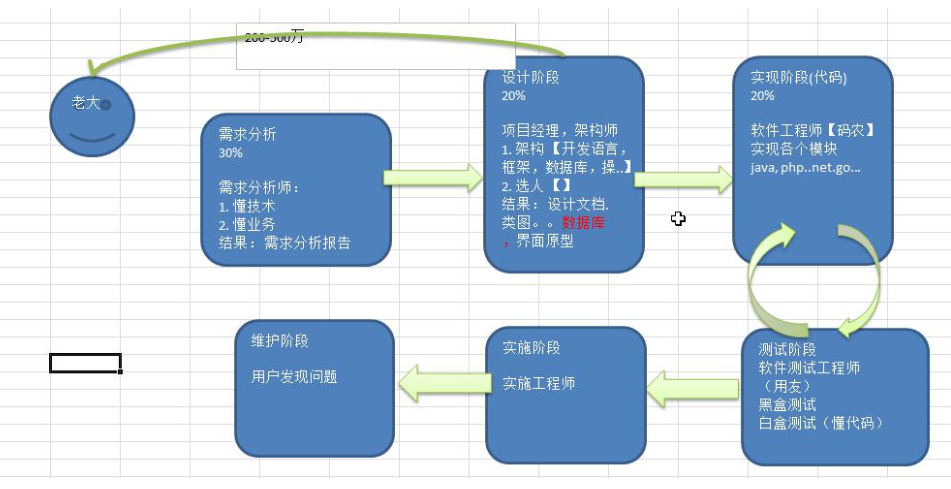 200-500万
老大
需求分析
30%
需求分析师：
1. 懂技术
2. 懂业务
结果：需求分析报告
设计阶段
20%
项目经理，架构师
1. 架构【开发语言，
框架，数据库，操..】
2. 选人【】
结果：设计文档.
类图。。数据库
，界面原型
实现阶段(代码)
20%
软件工程师【码农】
实现各个模块
java,php..net.go...
测试阶段
软件测试工程师
（用友）
黑盒测试
白盒测试（懂代码）
实施阶段
实施工程师
维护阶段
用户发现问题